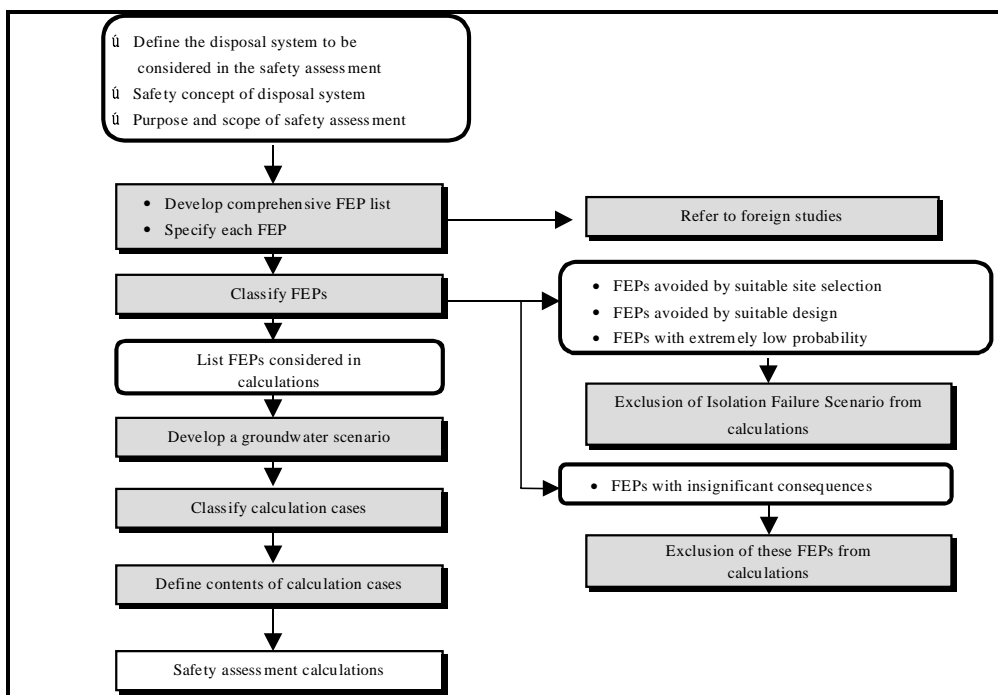 ú Define the disposal system to be
considered in the safety assessment
ú Safety concept of disposal system
ú Purpose and scope of safety assessment
• Develop comprehensive FEP list
• Specify each FEP
Refer to foreign studies
Classify FEPs
• FEPs avoided by suitable site selection
• FEPs avoided by suitable design
• FEPs with extremely low probability
List FEPs considered in
calculations
Exclusion of Isolation Failure Scenario from
calculations
Develop a groundwater scenario
• FEPs with insignificant consequences
Classify calculation cases
Exclusion of these FEPs from
calculations
Define contents of calculation cases
Safety assessment calculations